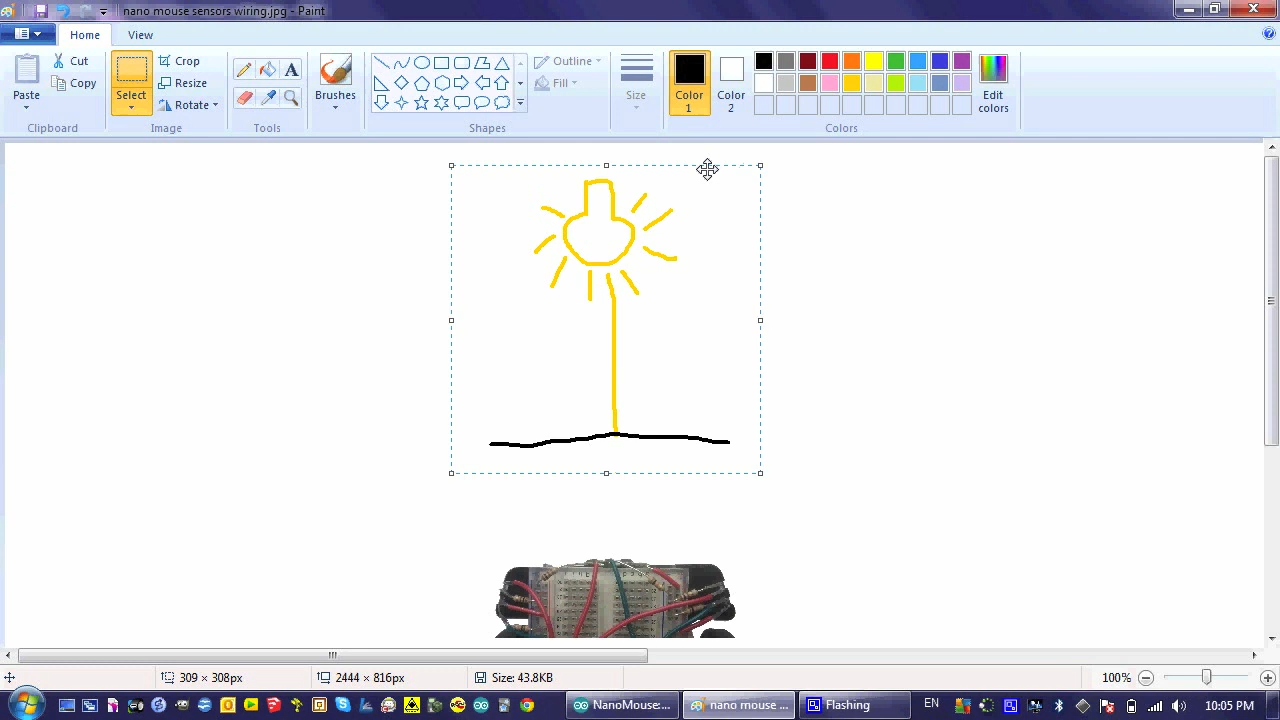 nano mouse sensors wiring.jpg - Paint
Home View
Cut
Copy
Paste
Clipboard
Select
Crop
Resize
Rotate
Image
A
Tools
Brushes
Outline
Fill
Shapes
Size
Color 1
Color 2
Edit colors
Colors
309 × 308px
2444 × 816px
Size: 43.8KB
100%
NanoMouse:...
nano mouse ...
Flashing
EN
10:05 PM